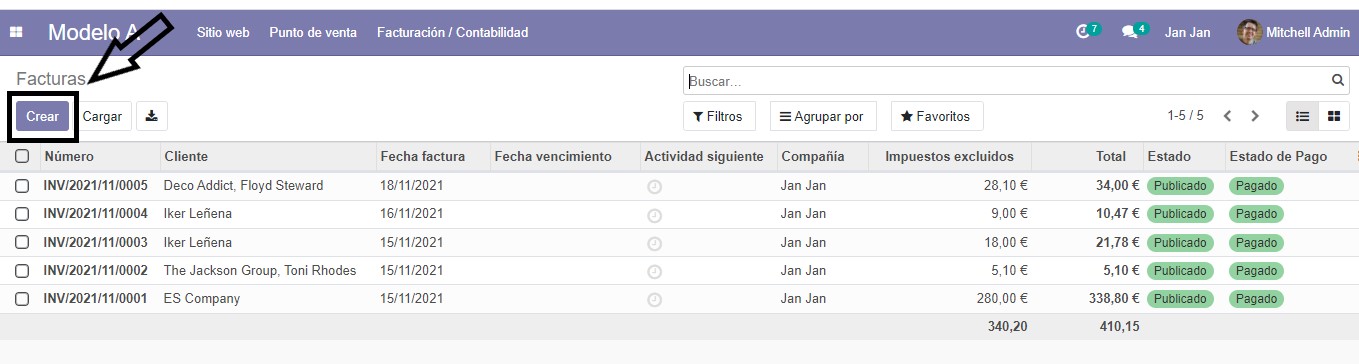 Modelo A Sitio web Punto de venta Facturación / Contabilidad 7 4 Jan Jan Mitchell Admin
Facturas Buscar...
Crear Cargar Filtros Agrupar por Favoritos 1-5 / 5
Número Cliente Fecha factura Fecha vencimiento Actividad siguiente Compañía Impuestos excluidos Total Estado Estado de Pago
INV/2021/11/0005 Deco Addict, Floyd Steward 18/11/2021 Jan Jan 28,10 € 34,00 € Publicado Pagado
INV/2021/11/0004 Iker Leñena 16/11/2021 Jan Jan 9,00 € 10,47 € Publicado Pagado
INV/2021/11/0003 Iker Leñena 15/11/2021 Jan Jan 18,00 € 21,78 € Publicado Pagado
INV/2021/11/0002 The Jackson Group, Toni Rhodes 15/11/2021 Jan Jan 5,10 € 5,10 € Publicado Pagado
INV/2021/11/0001 ES Company 15/11/2021 Jan Jan 280,00 € 338,80 € Publicado Pagado
340,20 410,15